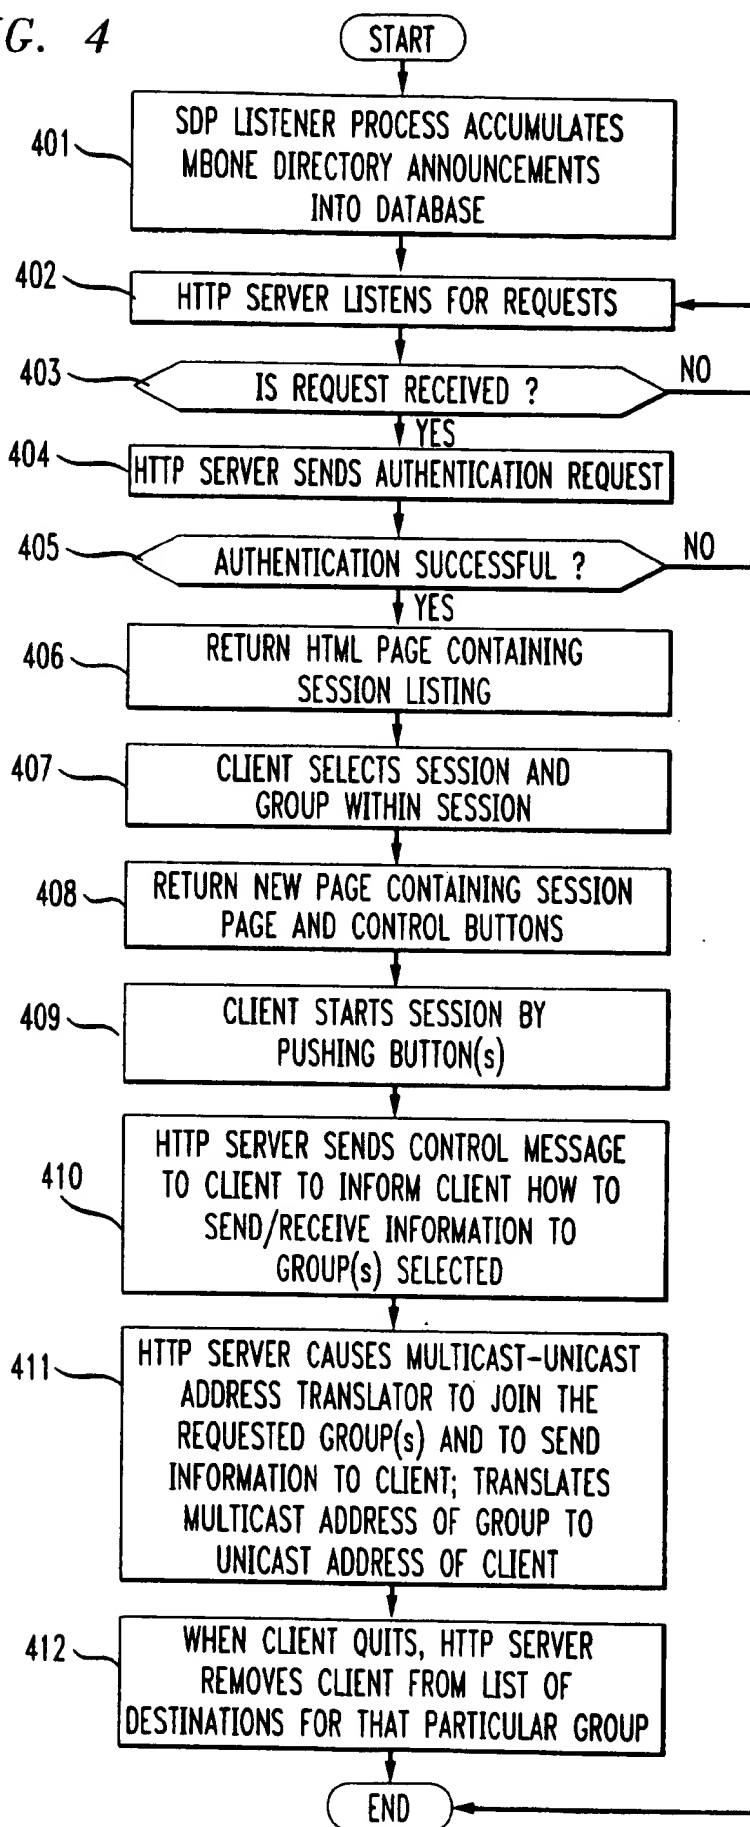 G. 4
START
401
SDP LISTENER PROCESS ACCUMULATES
MBONE DIRECTORY ANNOUNCEMENTS
INTO DATABASE
402
HTTP SERVER LISTENS FOR REQUESTS
403
IS REQUEST RECEIVED ?
NO
YES
404
HTTP SERVER SENDS AUTHENTICATION REQUEST
405
AUTHENTICATION SUCCESSFUL ?
NO
YES
406
RETURN HTML PAGE CONTAINING
SESSION LISTING
407
CLIENT SELECTS SESSION AND
GROUP WITHIN SESSION
408
RETURN NEW PAGE CONTAINING SESSION
PAGE AND CONTROL BUTTONS
409
CLIENT STARTS SESSION BY
PUSHING BUTTON(s)
410
HTTP SERVER SENDS CONTROL MESSAGE
TO CLIENT TO INFORM CLIENT HOW TO
SEND/RECEIVE INFORMATION TO
GROUP(s) SELECTED
411
HTTP SERVER CAUSES MULTICAST-UNICAST
ADDRESS TRANSLATOR TO JOIN THE
REQUESTED GROUP(s) AND TO SEND
INFORMATION TO CLIENT; TRANSLATES
MULTICAST ADDRESS OF GROUP TO
UNICAST ADDRESS OF CLIENT
412
WHEN CLIENT QUITS, HTTP SERVER
REMOVES CLIENT FROM LIST OF
DESTINATIONS FOR THAT PARTICULAR GROUP
END